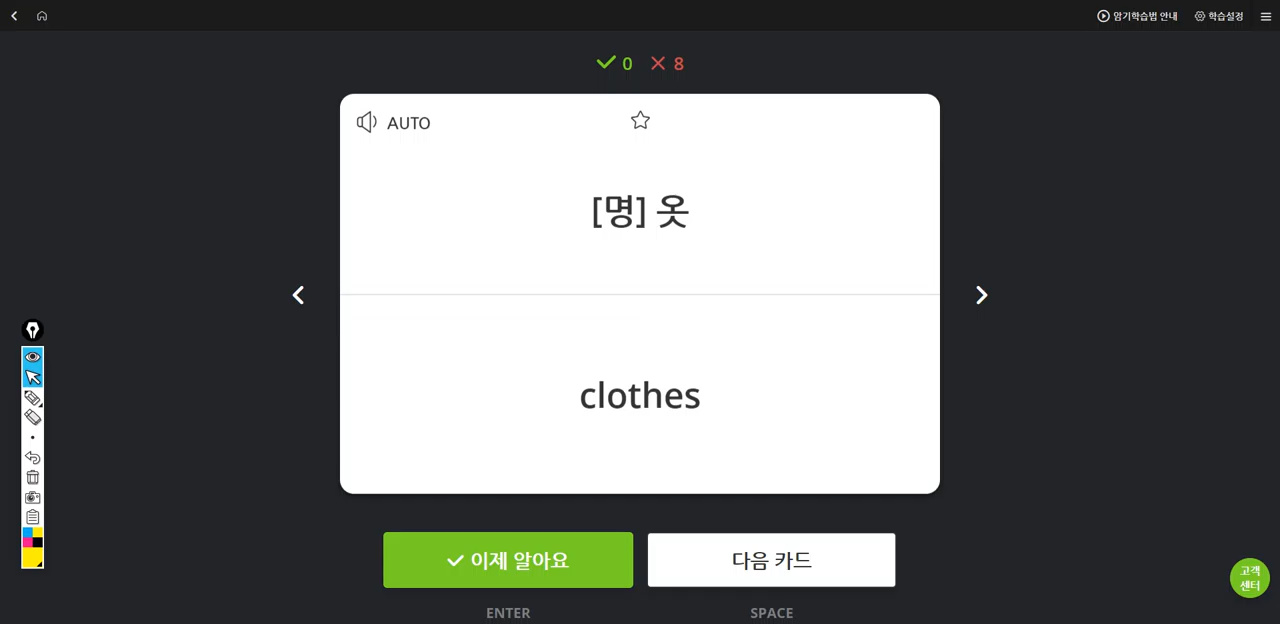 암기학습법 안내 학습설정
0 8
AUTO
[명] 옷
clothes
이제 알아요 다음 카드
ENTER SPACE
고객
센터